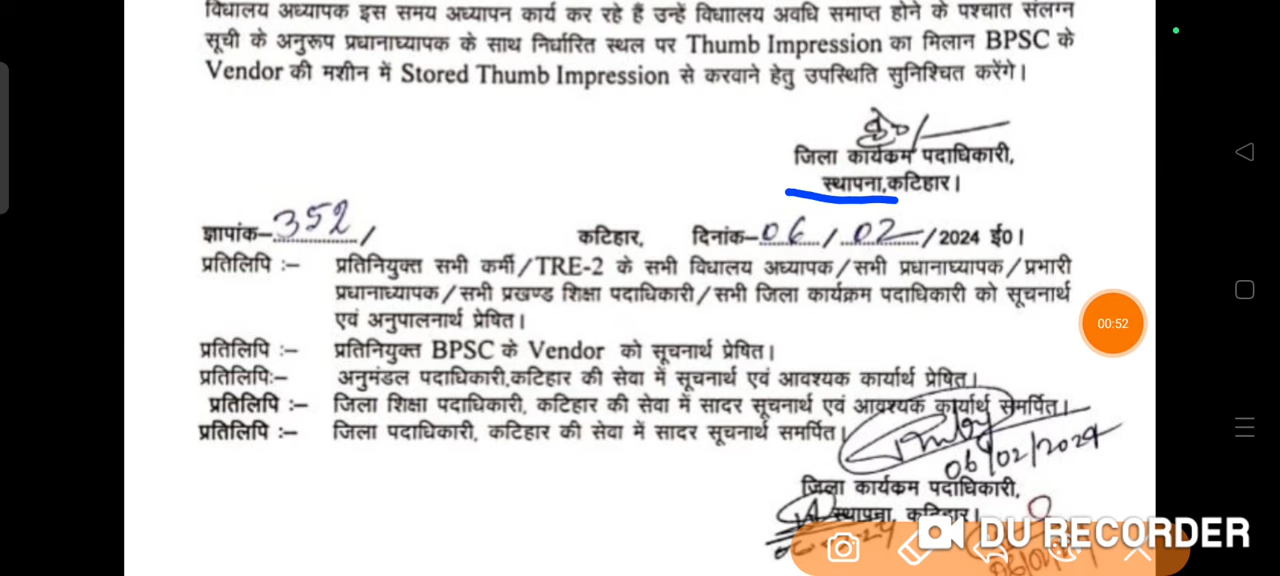 विधालय अध्यापक इस समय अध्यापन कार्य कर रहे हैं उन्हें विधाालय अवधि समाप्त होने के पश्चात संलग्न
सूची के अनुरूप प्रधानाध्यापक के साथ निर्धारित स्थल पर Thumb Impression का मिलान BPSC के
Vendor की मशीन में Stored Thumb Impression से करवाने हेतु उपस्थिति सुनिश्चित करेंगे।
जिला कार्यकम पदाधिकारी,
स्थापना,कटिहार।
ज्ञापांक–352/ कटिहार, दिनांक–06/02/2024 ई0।
प्रतिलिपि :– प्रतिनियुक्त सभी कर्मी/TRE-2 के सभी विधालय अध्यापक/सभी प्रधानाध्यापक/प्रभारी
प्रधानाध्यापक/सभी प्रखण्ड शिक्षा पदाधिकारी/सभी जिला कार्यक्रम पदाधिकारी को सूचनार्थ
एवं अनुपालनार्थ प्रेषित।
प्रतिलिपि :– प्रतिनियुक्त BPSC के Vendor को सूचनार्थ प्रेषित।
प्रतिलिपिः– अनुमंडल पदाधिकारी,कटिहार की सेवा में सूचनार्थ एवं आवश्यक कार्यार्थ प्रेषित।
प्रतिलिपि :– जिला शिक्षा पदाधिकारी, कटिहार की सेवा में सादर सूचनार्थ एवं आवश्यक कार्यार्थ समर्पित।
प्रतिलिपि :– जिला पदाधिकारी, कटिहार की सेवा में सादर सूचनार्थ समर्पित।
06/02/2024
जिला कार्यकम पदाधिकारी,
स्थापना, कटिहार।
00:52
DU RECORDER